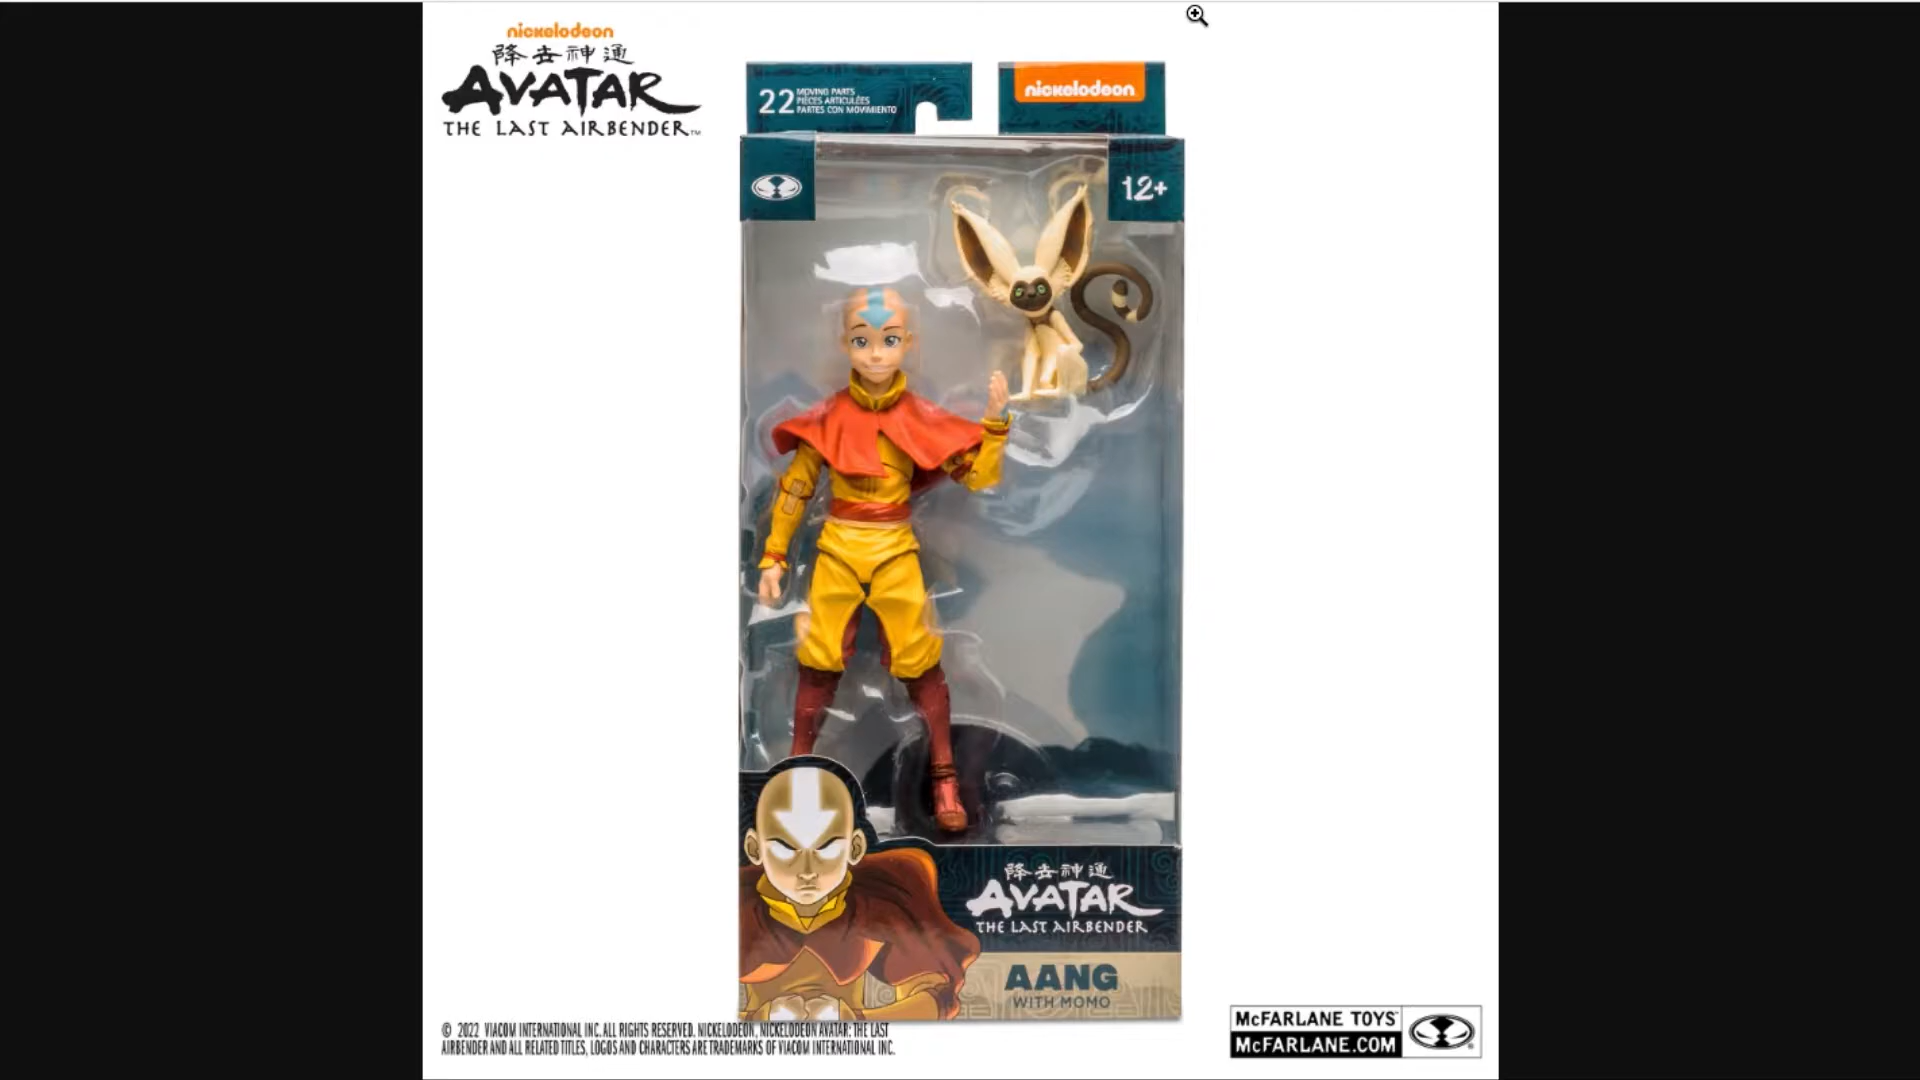 nickelodeon
降世神通
AVATAR
THE LAST AIRBENDER™
22 MOVING PARTS
PIÈCES ARTICULÉES
PARTES CON MOVIMIENTO
nickelodeon
12+
降世神通
AVATAR
THE LAST AIRBENDER
AANG
WITH MOMO
© 2022 VIACOM INTERNATIONAL INC. ALL RIGHTS RESERVED. NICKELODEON, NICKELODEON AVATAR: THE LAST
AIRBENDER AND ALL RELATED TITLES, LOGOS AND CHARACTERS ARE TRADEMARKS OF VIACOM INTERNATIONAL INC.
McFARLANE TOYS™
McFARLANE.COM